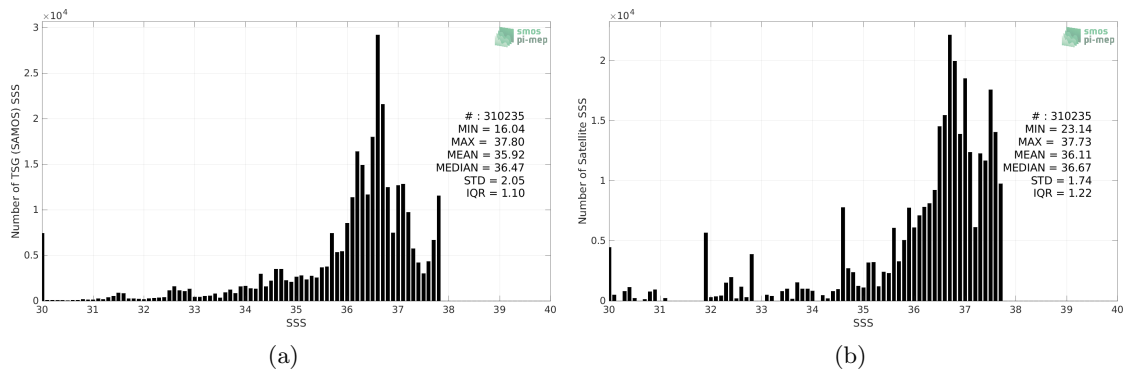 ×10⁴
smos
pi-mep
Number of TSG (SAMOS) SSS
3
2.5
2
1.5
1
0.5
0
# : 310235
MIN = 16.04
MAX = 37.80
MEAN = 35.92
MEDIAN = 36.47
STD = 2.05
IQR = 1.10
30 31 32 33 34 35 36 37 38 39 40
SSS
(a)
×10⁴
smos
pi-mep
Number of Satellite SSS
2
1.5
1
0.5
0
# : 310235
MIN = 23.14
MAX = 37.73
MEAN = 36.11
MEDIAN = 36.67
STD = 1.74
IQR = 1.22
30 31 32 33 34 35 36 37 38 39 40
SSS
(b)